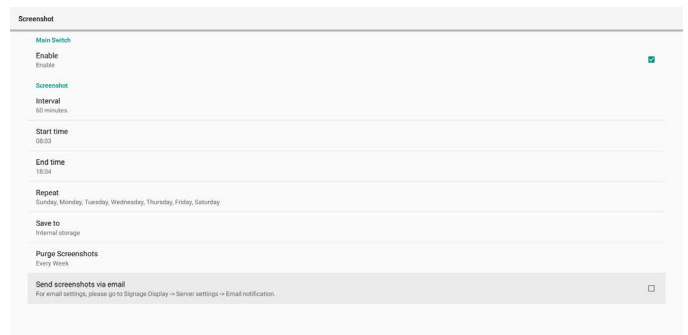 Screenshot
Main Switch
Enable
Enable
Screenshot
Interval
60 minutes
Start time
08:03
End time
18:04
Repeat
Sunday, Monday, Tuesday, Wednesday, Thursday, Friday, Saturday
Save to
Internal storage
Purge Screenshots
Every Week
Send screenshots via email
For email settings, please go to Signage Display -> Server settings -> Email notification.